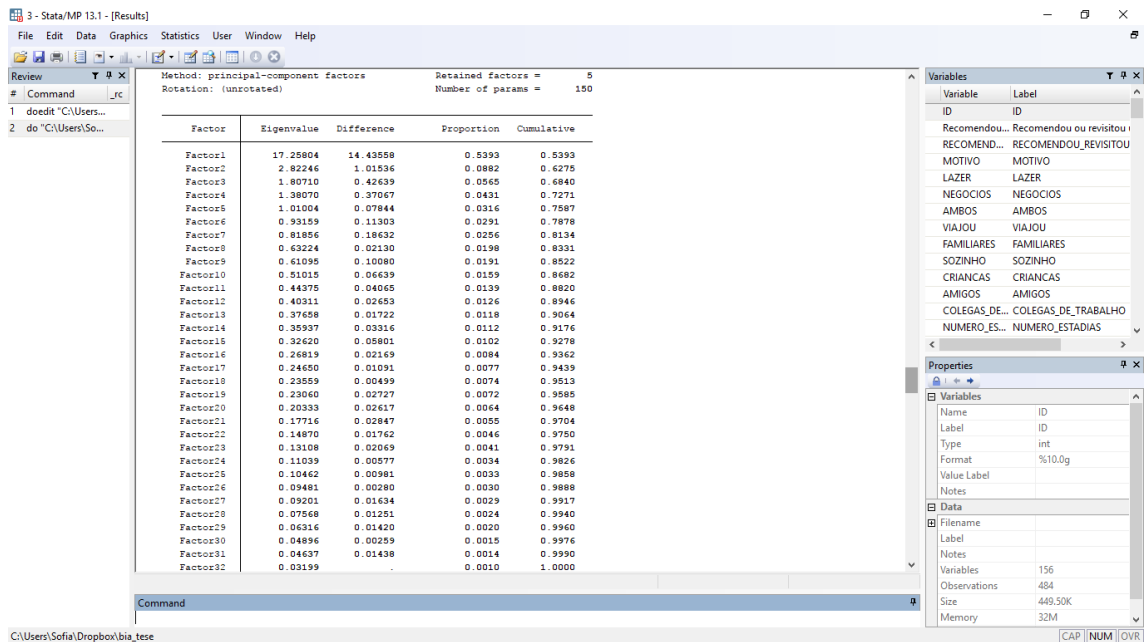 3 - Stata/MP 13.1 - [Results]
File Edit Data Graphics Statistics User Window Help
Review
# Command _rc
1 doedit "C:\Users...
2 do "C:\Users\So...
Method: principal-component factors Retained factors = 5
Rotation: (unrotated) Number of params = 150
Factor Eigenvalue Difference Proportion Cumulative
Factor1 17.25804 14.43558 0.5393 0.5393
Factor2 2.82246 1.01536 0.0882 0.6275
Factor3 1.80710 0.42639 0.0565 0.6840
Factor4 1.38070 0.37067 0.0431 0.7271
Factor5 1.01004 0.07844 0.0316 0.7587
Factor6 0.93159 0.11303 0.0291 0.7878
Factor7 0.81856 0.18632 0.0256 0.8134
Factor8 0.63224 0.02130 0.0198 0.8331
Factor9 0.61095 0.10080 0.0191 0.8522
Factor10 0.51015 0.06639 0.0159 0.8682
Factor11 0.44375 0.04065 0.0139 0.8820
Factor12 0.40311 0.02653 0.0126 0.8946
Factor13 0.37658 0.01722 0.0118 0.9064
Factor14 0.35937 0.03316 0.0112 0.9176
Factor15 0.32620 0.05801 0.0102 0.9278
Factor16 0.26819 0.02169 0.0084 0.9362
Factor17 0.24650 0.01091 0.0077 0.9439
Factor18 0.23559 0.00499 0.0074 0.9513
Factor19 0.23060 0.02727 0.0072 0.9585
Factor20 0.20333 0.02617 0.0064 0.9648
Factor21 0.17716 0.02847 0.0055 0.9704
Factor22 0.14870 0.01762 0.0046 0.9750
Factor23 0.13108 0.02069 0.0041 0.9791
Factor24 0.11039 0.00577 0.0034 0.9826
Factor25 0.10462 0.00981 0.0033 0.9858
Factor26 0.09481 0.00280 0.0030 0.9888
Factor27 0.09201 0.01634 0.0029 0.9917
Factor28 0.07568 0.01251 0.0024 0.9940
Factor29 0.06316 0.01420 0.0020 0.9960
Factor30 0.04896 0.00259 0.0015 0.9976
Factor31 0.04637 0.01438 0.0014 0.9990
Factor32 0.03199 . 0.0010 1.0000
Command
Variables
Variable Label
ID ID
Recomendou... Recomendou ou revisitou
RECOMEND... RECOMENDOU_REVISITOU
MOTIVO MOTIVO
LAZER LAZER
NEGOCIOS NEGOCIOS
AMBOS AMBOS
VIAJOU VIAJOU
FAMILIARES FAMILIARES
SOZINHO SOZINHO
CRIANCAS CRIANCAS
AMIGOS AMIGOS
COLEGAS_DE... COLEGAS_DE_TRABALHO
NUMERO_ES... NUMERO_ESTADIAS
Properties
Variables
Name ID
Label ID
Type int
Format %10.0g
Value Label
Notes
Data
Filename
Label
Notes
Variables 156
Observations 484
Size 449.50K
Memory 32M
C:\Users\Sofia\Dropbox\bia_tese
CAP NUM OVR